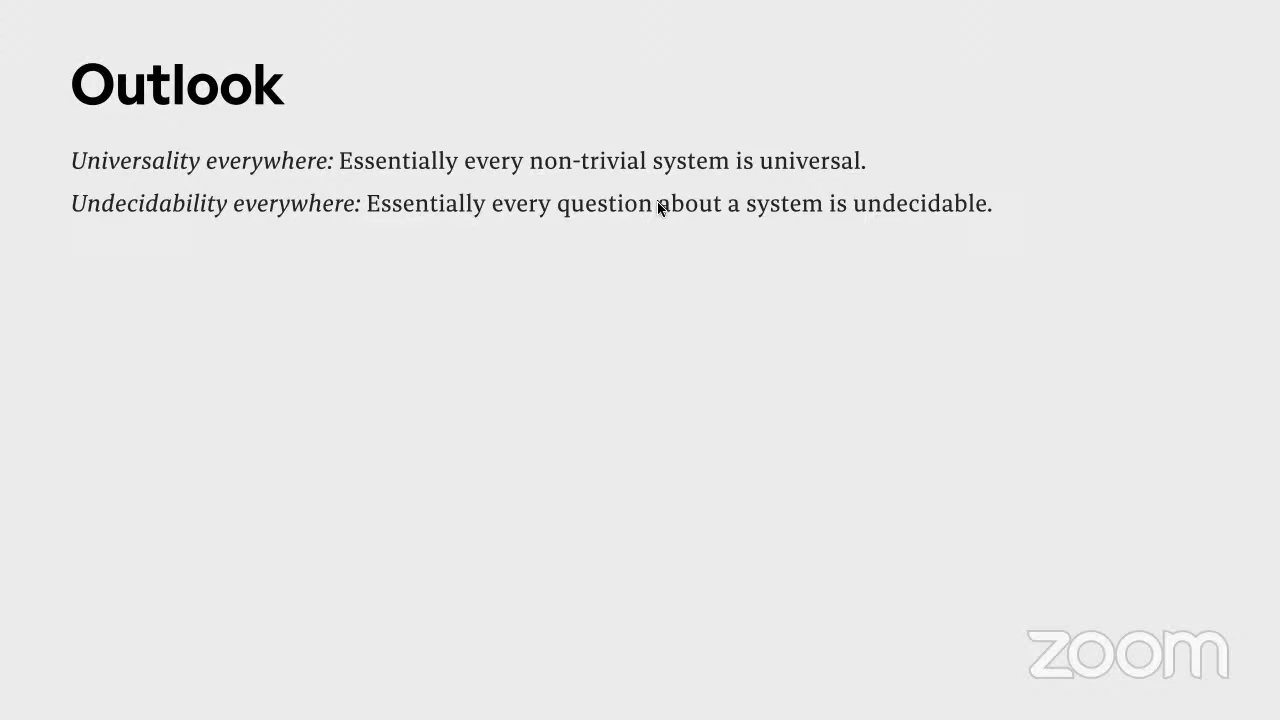 Outlook
Universality everywhere: Essentially every non-trivial system is universal.
Undecidability everywhere: Essentially every question about a system is undecidable.
zoom